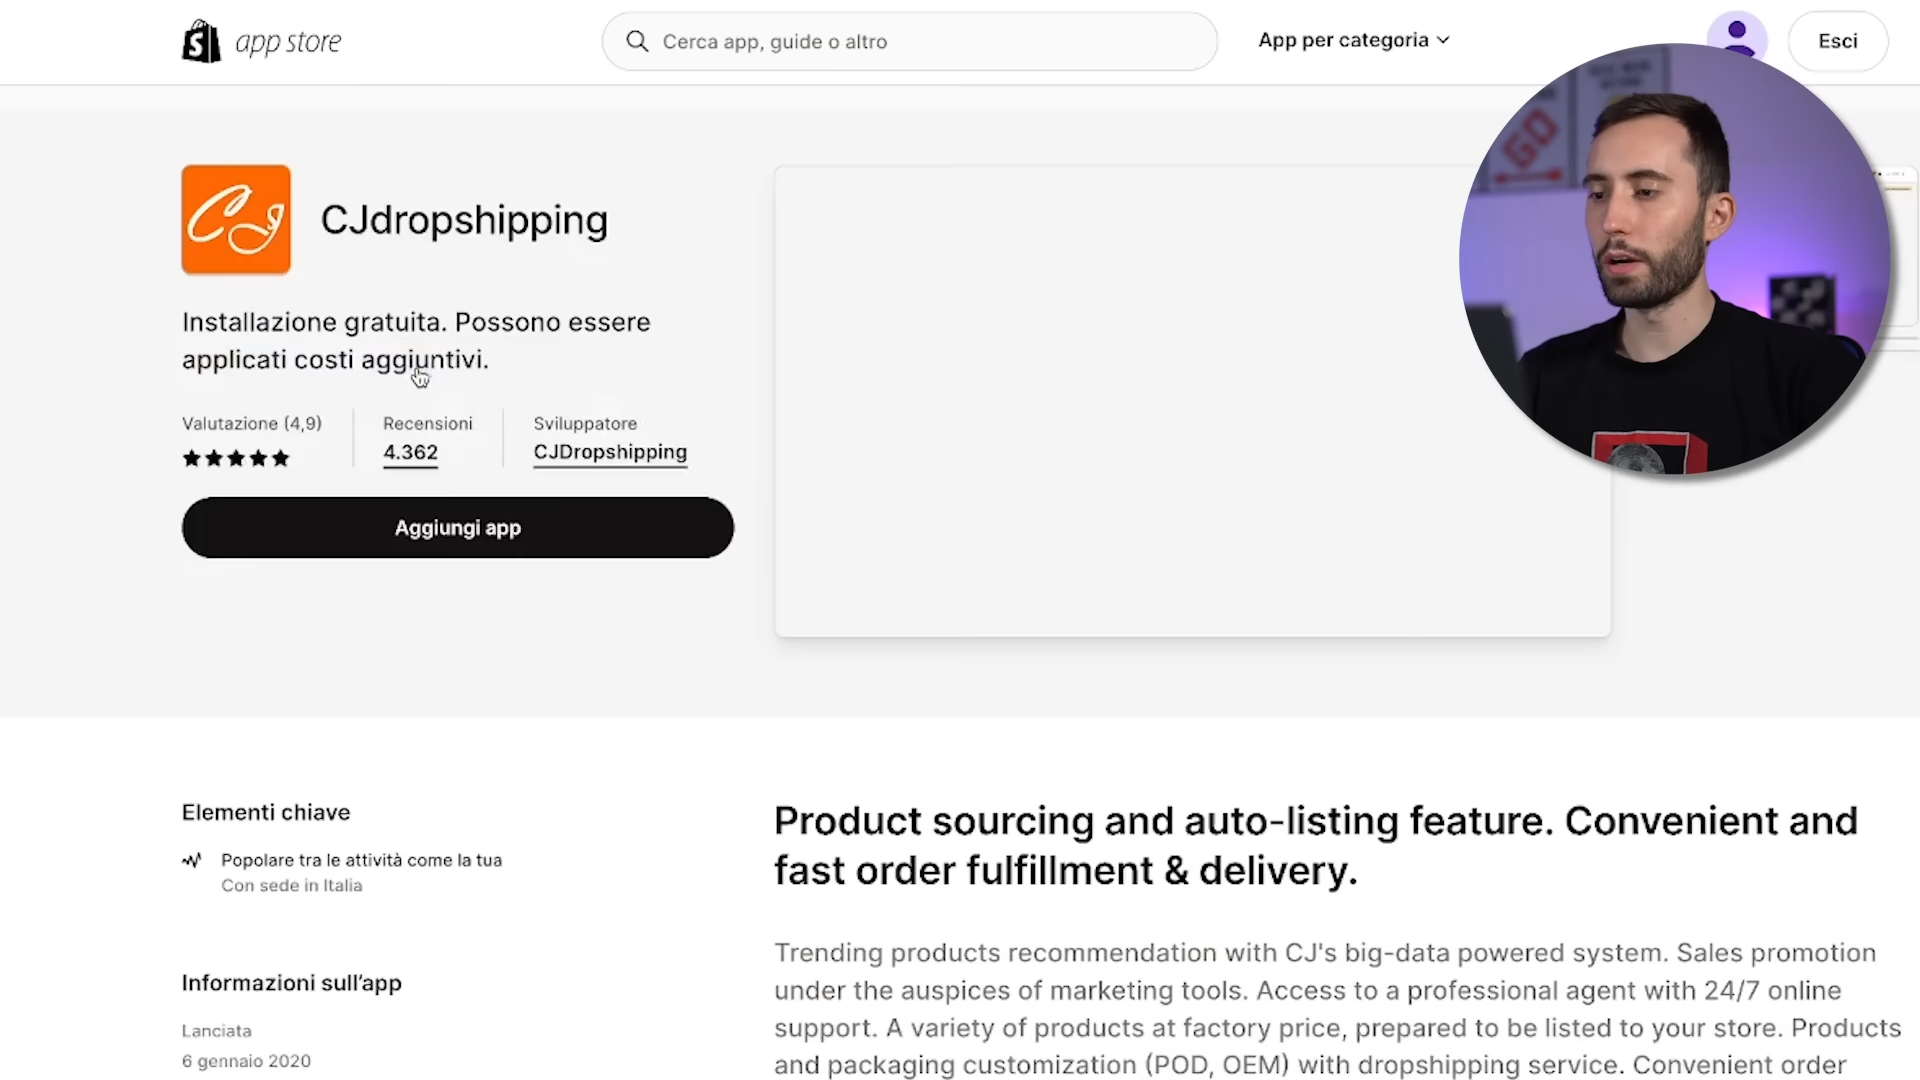 app store
Cerca app, guide o altro
App per categoria
Esci
GO
CJ
CJdropshipping
Installazione gratuita. Possono essere
applicati costi aggiuntivi.
Valutazione (4,9)
Recensioni
4.362
Sviluppatore
CJDropshipping
Aggiungi app
Elementi chiave
Popolare tra le attività come la tua
Con sede in Italia
Informazioni sull’app
Lanciata
6 gennaio 2020
Product sourcing and auto-listing feature. Convenient and
fast order fulfillment & delivery.
Trending products recommendation with CJ's big-data powered system. Sales promotion
under the auspices of marketing tools. Access to a professional agent with 24/7 online
support. A variety of products at factory price, prepared to be listed to your store. Products
and packaging customization (POD, OEM) with dropshipping service. Convenient order